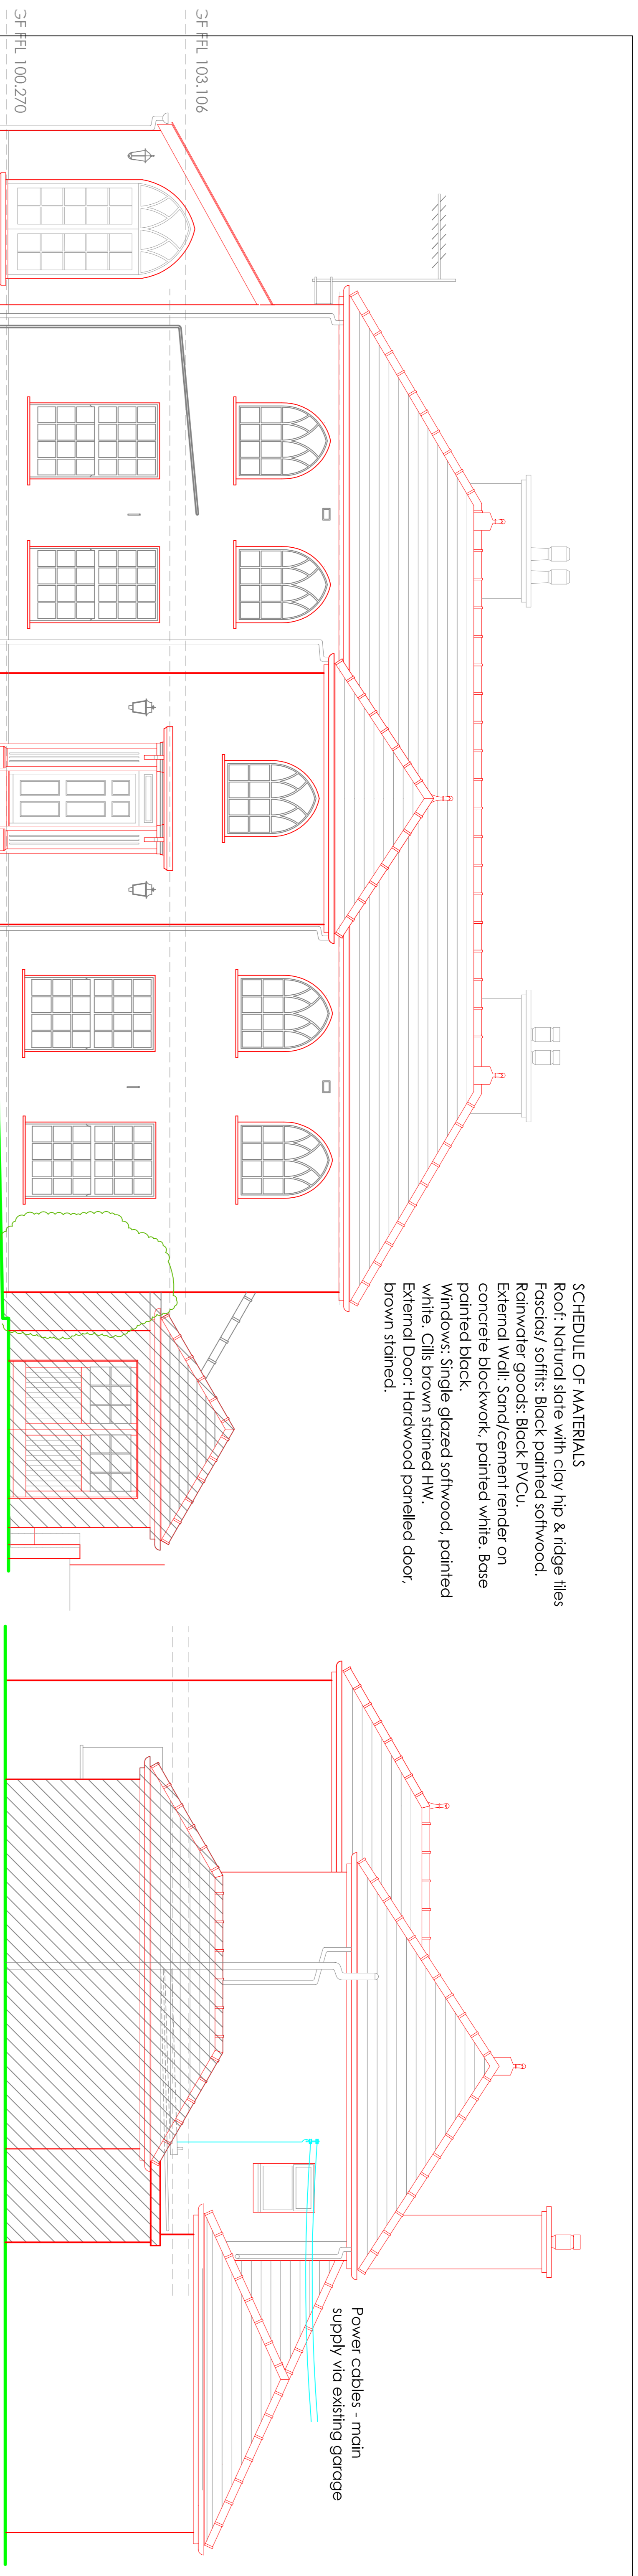 GF FFL 103.106
GF FFL 100.270
SCHEDULE OF MATERIALS
Roof: Natural slate with clay hip & ridge tiles
Fascias/ soffits: Black painted softwood.
Rainwater goods: Black PVCu.
External Wall: Sand/cement render on
concrete blockwork, painted white. Base
painted black.
Windows: Single glazed softwood, painted
white. Cills brown stained HW.
External Door: Hardwood panelled door,
brown stained.
Power cables - main
supply via existing garage